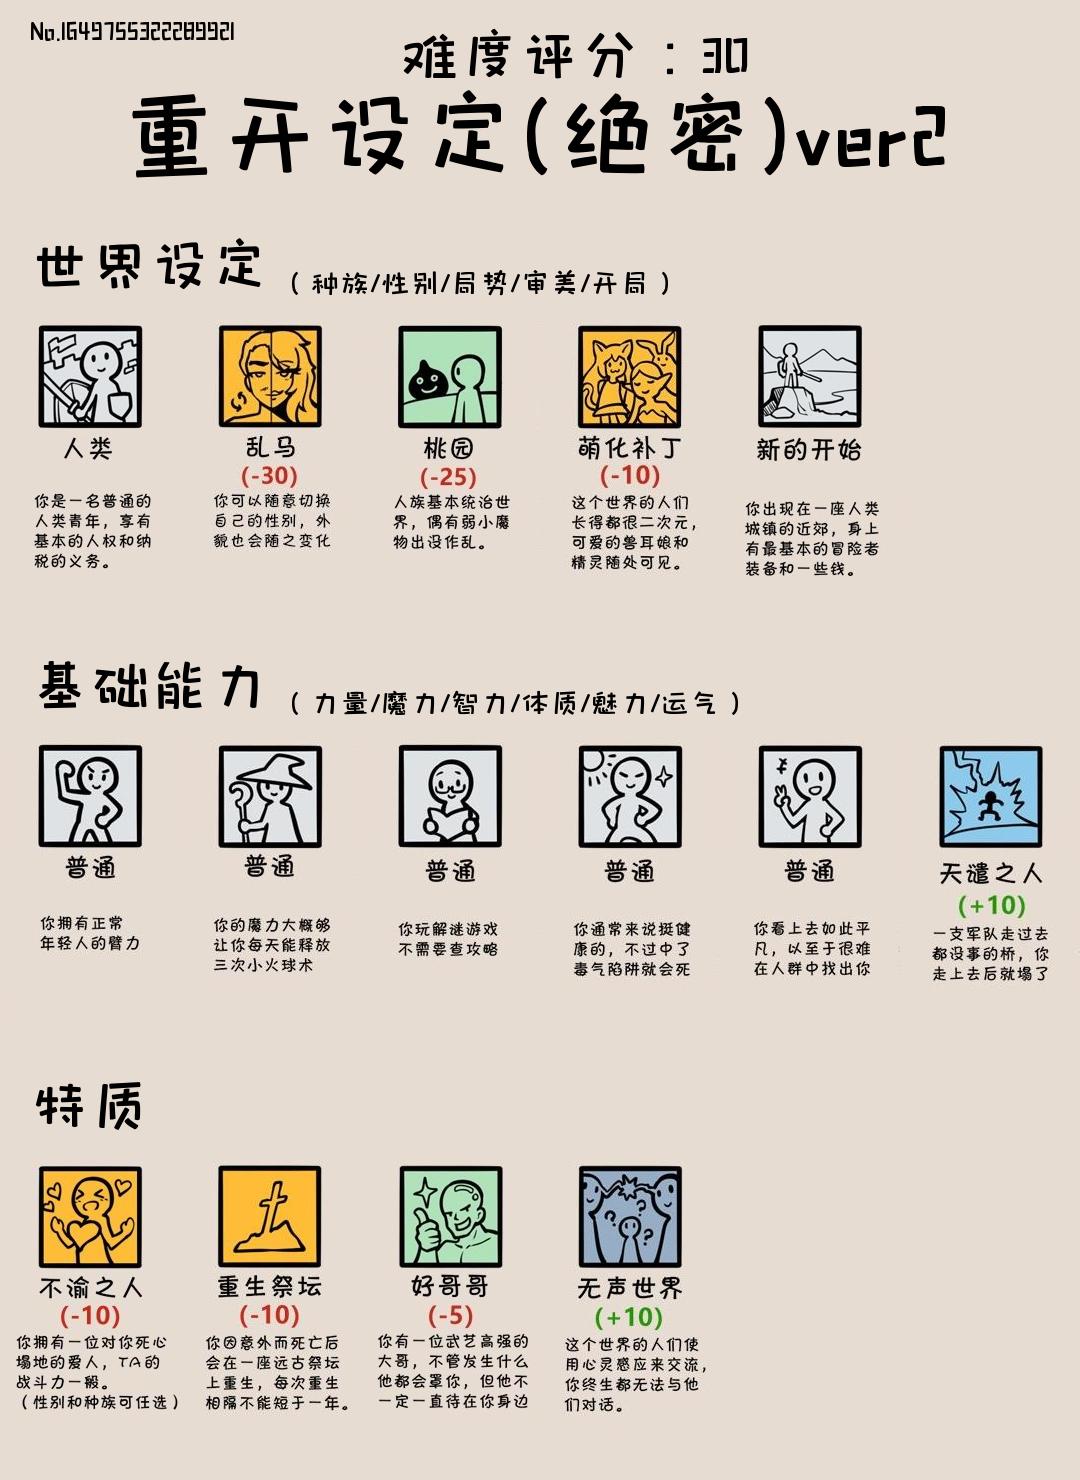 No.1649755322289921
难度评分：30
重开设定(绝密)ver2
世界设定（种族/性别/局势/审美/开局）
人类
乱马
桃园
萌化补丁
新的开始
(-30)
(-25)
(-10)
你是一名普通的
人类青年，享有
基本的人权和纳
税的义务。
你可以随意切换
自己的性别，外
貌也会随之变化
人族基本统治世
界，偶有弱小魔
物出没作乱。
这个世界的人们
长得都很二次元，
可爱的兽耳娘和
精灵随处可见。
你出现在一座人类
城镇的近郊，身上
有最基本的冒险者
装备和一些钱。
基础能力（力量/魔力/智力/体质/魅力/运气）
普通
普通
普通
普通
普通
天谴之人
(+10)
你拥有正常
年轻人的臂力
你的魔力大概够
让你每天能释放
三次小火球术
你玩解谜游戏
不需要查攻略
你通常来说挺健
康的，不过中了
毒气陷阱就会死
你看上去如此平
凡，以至于很难
在人群中找出你
一支军队走过去
都没事的桥，你
走上去后就塌了
特质
不渝之人
重生祭坛
好哥哥
无声世界
(-10)
(-10)
(-5)
(+10)
你拥有一位对你死心
塌地的爱人，TA的
战斗力一般。
（性别和种族可任选）
你因意外而死亡后
会在一座远古祭坛
上重生，每次重生
相隔不能短于一年。
你有一位武艺高强的
大哥，不管发生什么
他都会罩你，但他不
一定一直待在你身边
这个世界的人们使
用心灵感应来交流，
你终生都无法与他
们对话。